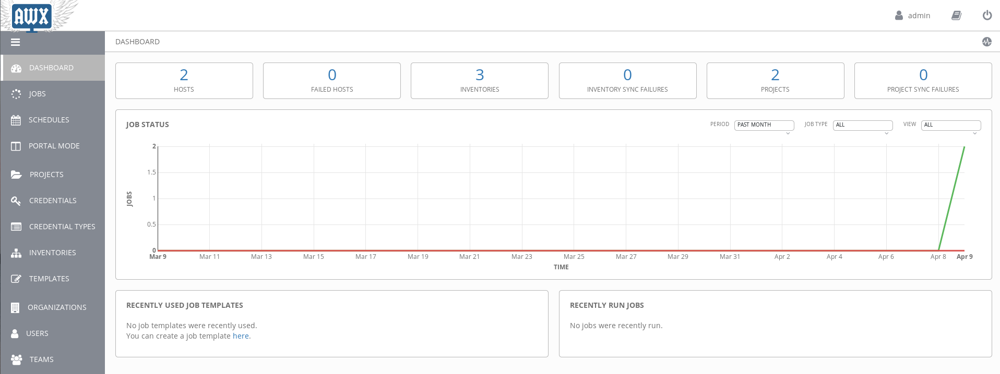 AWX
admin
DASHBOARD
DASHBOARD
JOBS
SCHEDULES
PORTAL MODE
PROJECTS
CREDENTIALS
CREDENTIAL TYPES
INVENTORIES
TEMPLATES
ORGANIZATIONS
USERS
TEAMS
2
HOSTS
0
FAILED HOSTS
3
INVENTORIES
0
INVENTORY SYNC FAILURES
2
PROJECTS
0
PROJECT SYNC FAILURES
JOB STATUS
PERIOD PAST MONTH JOB TYPE ALL VIEW ALL
2
1.5
1
0.5
0
JOBS
Mar 9 Mar 11 Mar 13 Mar 15 Mar 17 Mar 19 Mar 21 Mar 23 Mar 25 Mar 27 Mar 29 Mar 31 Apr 2 Apr 4 Apr 6 Apr 8 Apr 9
TIME
RECENTLY USED JOB TEMPLATES
No job templates were recently used.
You can create a job template here.
RECENTLY RUN JOBS
No jobs were recently run.